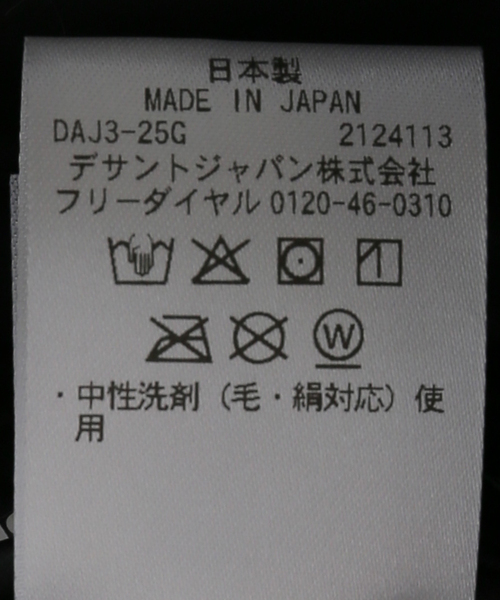 日本製
MADE IN JAPAN
DAJ3-25G 2124113
デサントジャパン株式会社
フリーダイヤル 0120-46-0310
W
・中性洗剤（毛・絹対応）使
用